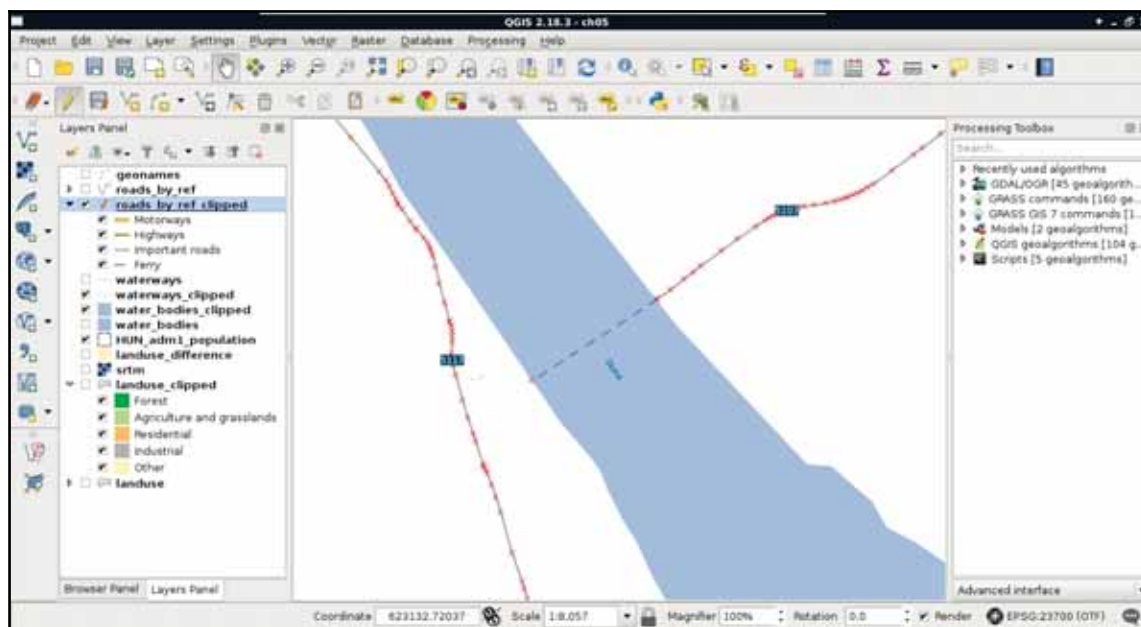 QGIS 2.18.3 - ch05
Project Edit View Layer Settings Plugins Vector Raster Database Processing Help
Layers Panel
geonames
roads_by_ref
roads_by_ref_clipped
Motorways
Highways
Important roads
Ferry
waterways
waterways_clipped
water_bodies_clipped
water_bodies
HUN_adm1_population
landuse_difference
srtm
landuse_clipped
Forest
Agriculture and grasslands
Residential
Industrial
Other
landuse
Browser Panel Layers Panel
Processing Toolbox
Search...
Recently used algorithms
GDAL/OGR [45 geoalgorith...
GRASS commands [160 ge...
GRASS GIS 7 commands [1...
Models [2 geoalgorithms]
QGIS geoalgorithms [104 g...
Scripts [5 geoalgorithms]
Advanced interface
Coordinate 623132.72037 Scale 1:8,057 Magnifier 100% Rotation 0.0 Render EPSG:23700 (OTF)